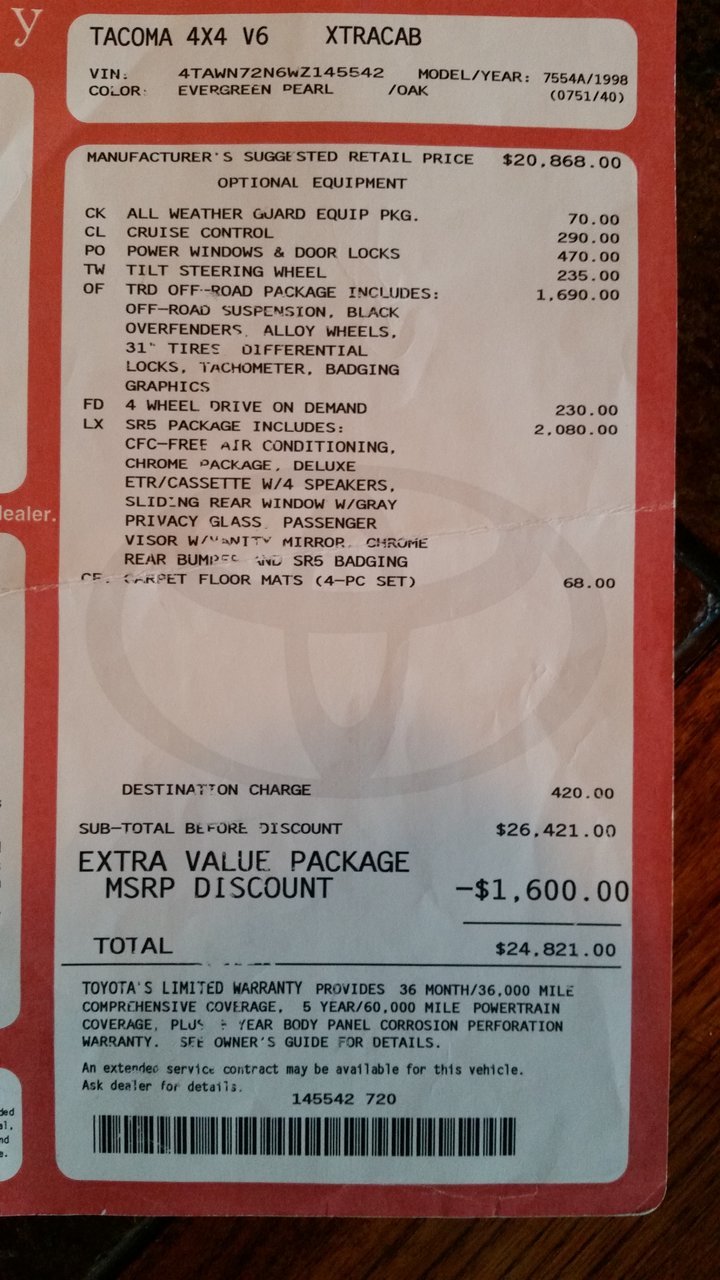 y
TACOMA 4X4 V6 XTRACAB
VIN: 4TAWN72N6WZ145542 MODEL/YEAR: 7554A/1998
COLOR: EVERGREEN PEARL /OAK (0751/40)
MANUFACTURER'S SUGGESTED RETAIL PRICE $20,868.00
OPTIONAL EQUIPMENT
CK ALL WEATHER GUARD EQUIP PKG. 70.00
CL CRUISE CONTROL 290.00
PO POWER WINDOWS & DOOR LOCKS 470.00
TW TILT STEERING WHEEL 235.00
OF TRD OFF-ROAD PACKAGE INCLUDES: 1,690.00
OFF-ROAD SUSPENSION, BLACK
OVERFENDERS, ALLOY WHEELS,
31" TIRES DIFFERENTIAL
LOCKS, TACHOMETER, BADGING
GRAPHICS
FD 4 WHEEL DRIVE ON DEMAND 230.00
LX SR5 PACKAGE INCLUDES: 2,080.00
CFC-FREE AIR CONDITIONING,
CHROME PACKAGE, DELUXE
ETR/CASSETTE W/4 SPEAKERS,
SLIDING REAR WINDOW W/GRAY
PRIVACY GLASS, PASSENGER
VISOR W/VANITY MIRROR, CHROME
REAR BUMPER AND SR5 BADGING
CARPET FLOOR MATS (4-PC SET) 68.00
DESTINATION CHARGE 420.00
SUB-TOTAL BEFORE DISCOUNT $26,421.00
EXTRA VALUE PACKAGE
MSRP DISCOUNT -$1,600.00
TOTAL $24,821.00
TOYOTA'S LIMITED WARRANTY PROVIDES 36 MONTH/36,000 MILE
COMPREHENSIVE COVERAGE, 5 YEAR/60,000 MILE POWERTRAIN
COVERAGE, PLUS YEAR BODY PANEL CORROSION PERFORATION
WARRANTY. SEE OWNER'S GUIDE FOR DETAILS.
An extended service contract may be available for this vehicle.
Ask dealer for details.
145542 720
dealer.